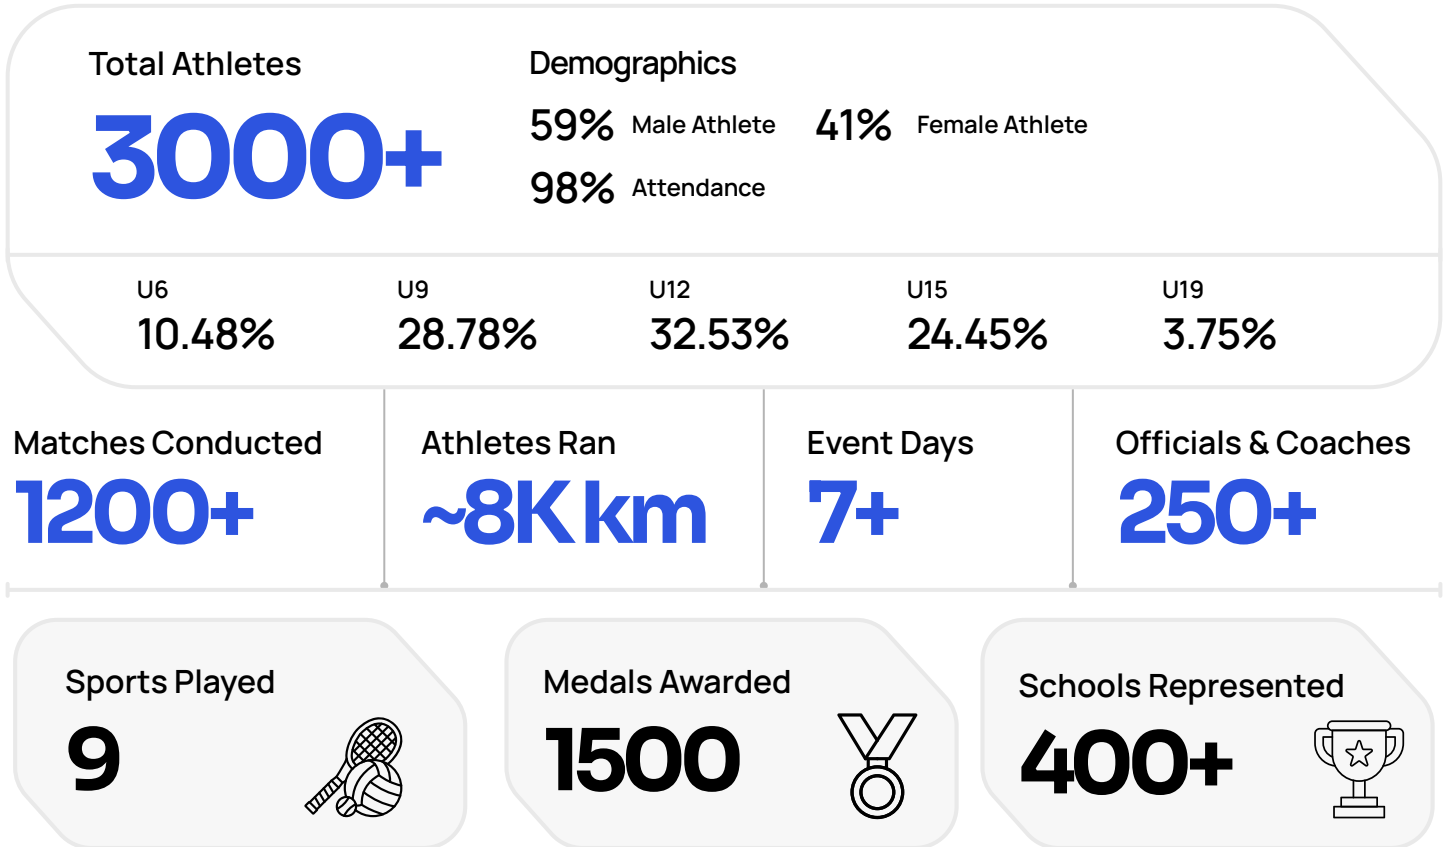 Total Athletes
3000+
Demographics
59% Male Athlete 41% Female Athlete
98% Attendance
U6 U9 U12 U15 U19
10.48% 28.78% 32.53% 24.45% 3.75%
Matches Conducted
1200+
Athletes Ran
~8K km
Event Days
7+
Officials & Coaches
250+
Sports Played
9
Medals Awarded
1500
Schools Represented
400+